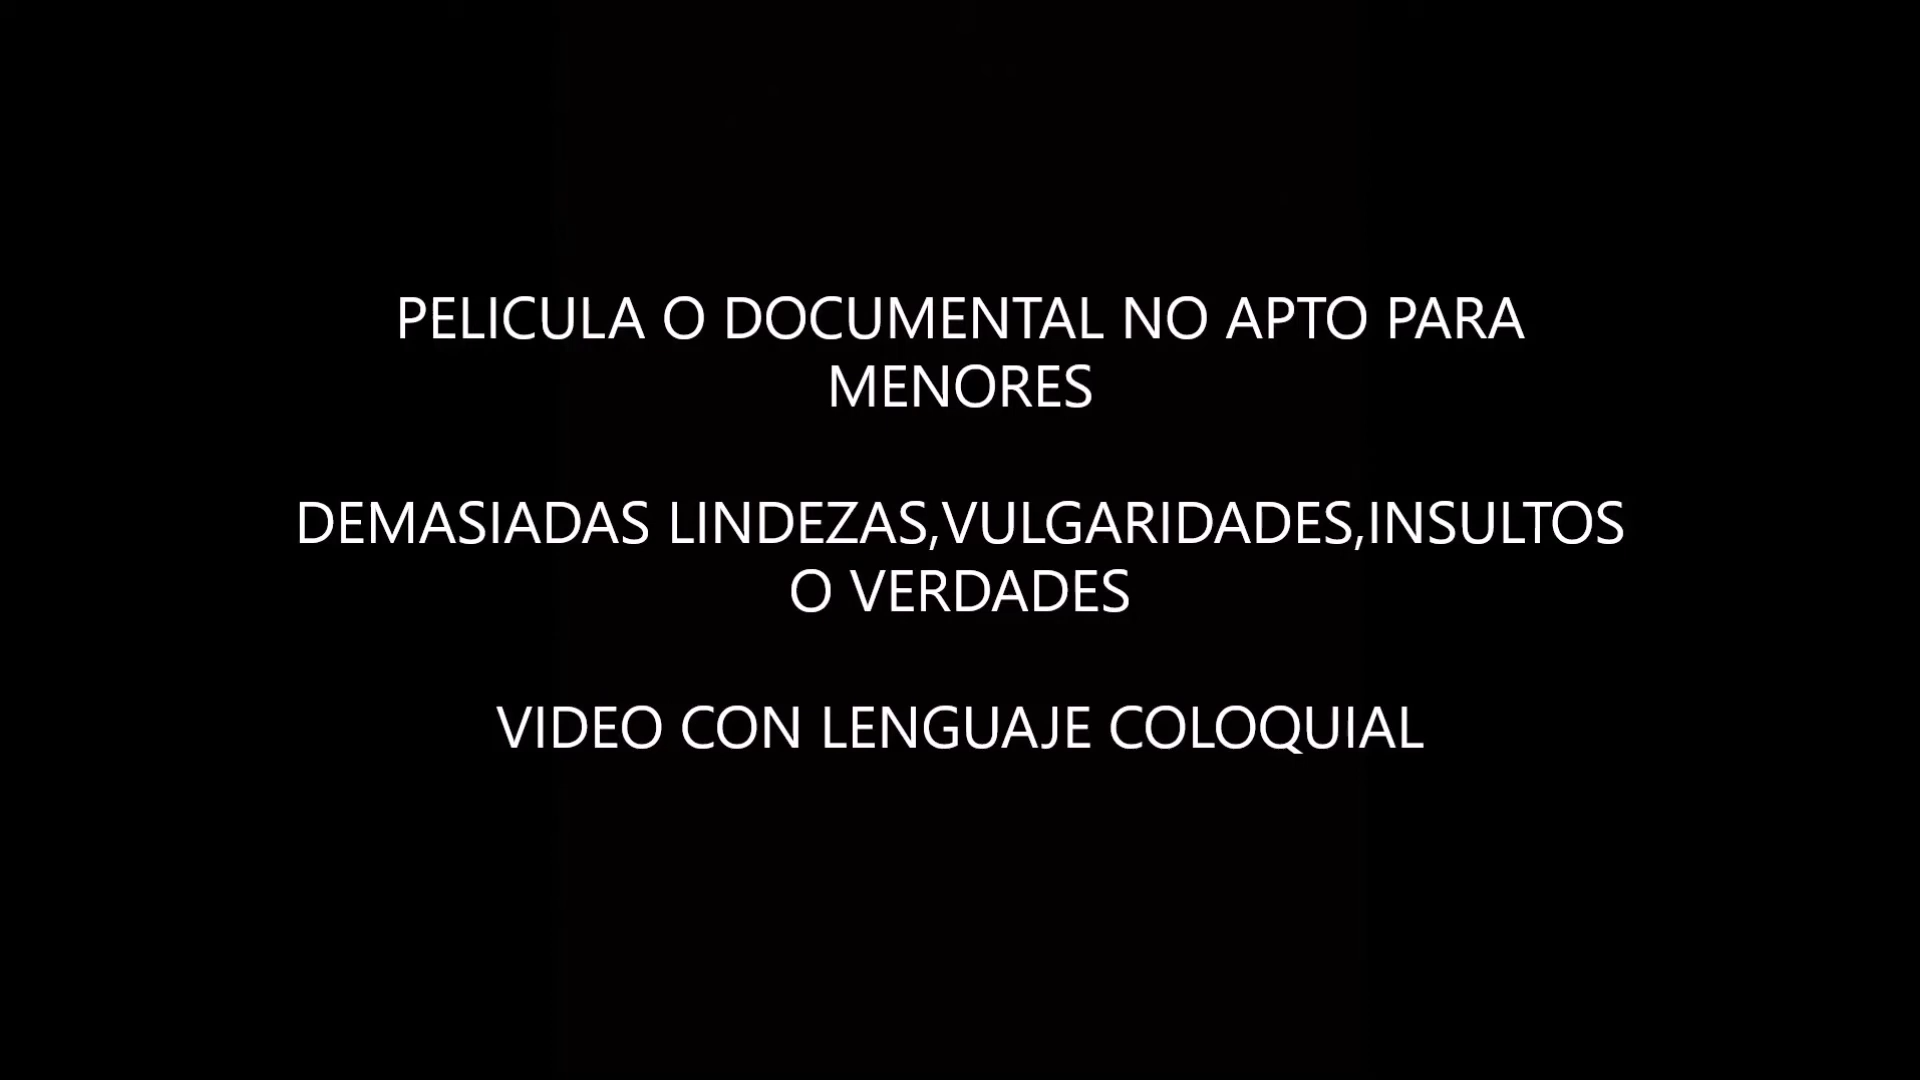 PELICULA O DOCUMENTAL NO APTO PARA
MENORES
DEMASIADAS LINDEZAS,VULGARIDADES,INSULTOS
O VERDADES
VIDEO CON LENGUAJE COLOQUIAL